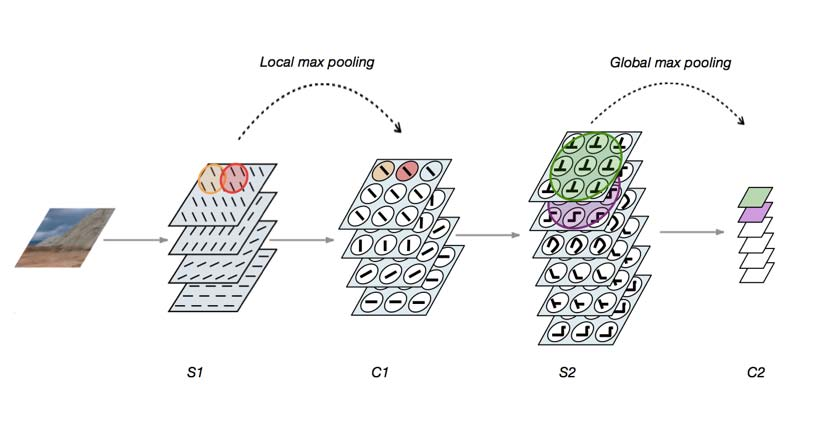 Local max pooling
Global max pooling
S1
C1
S2
C2